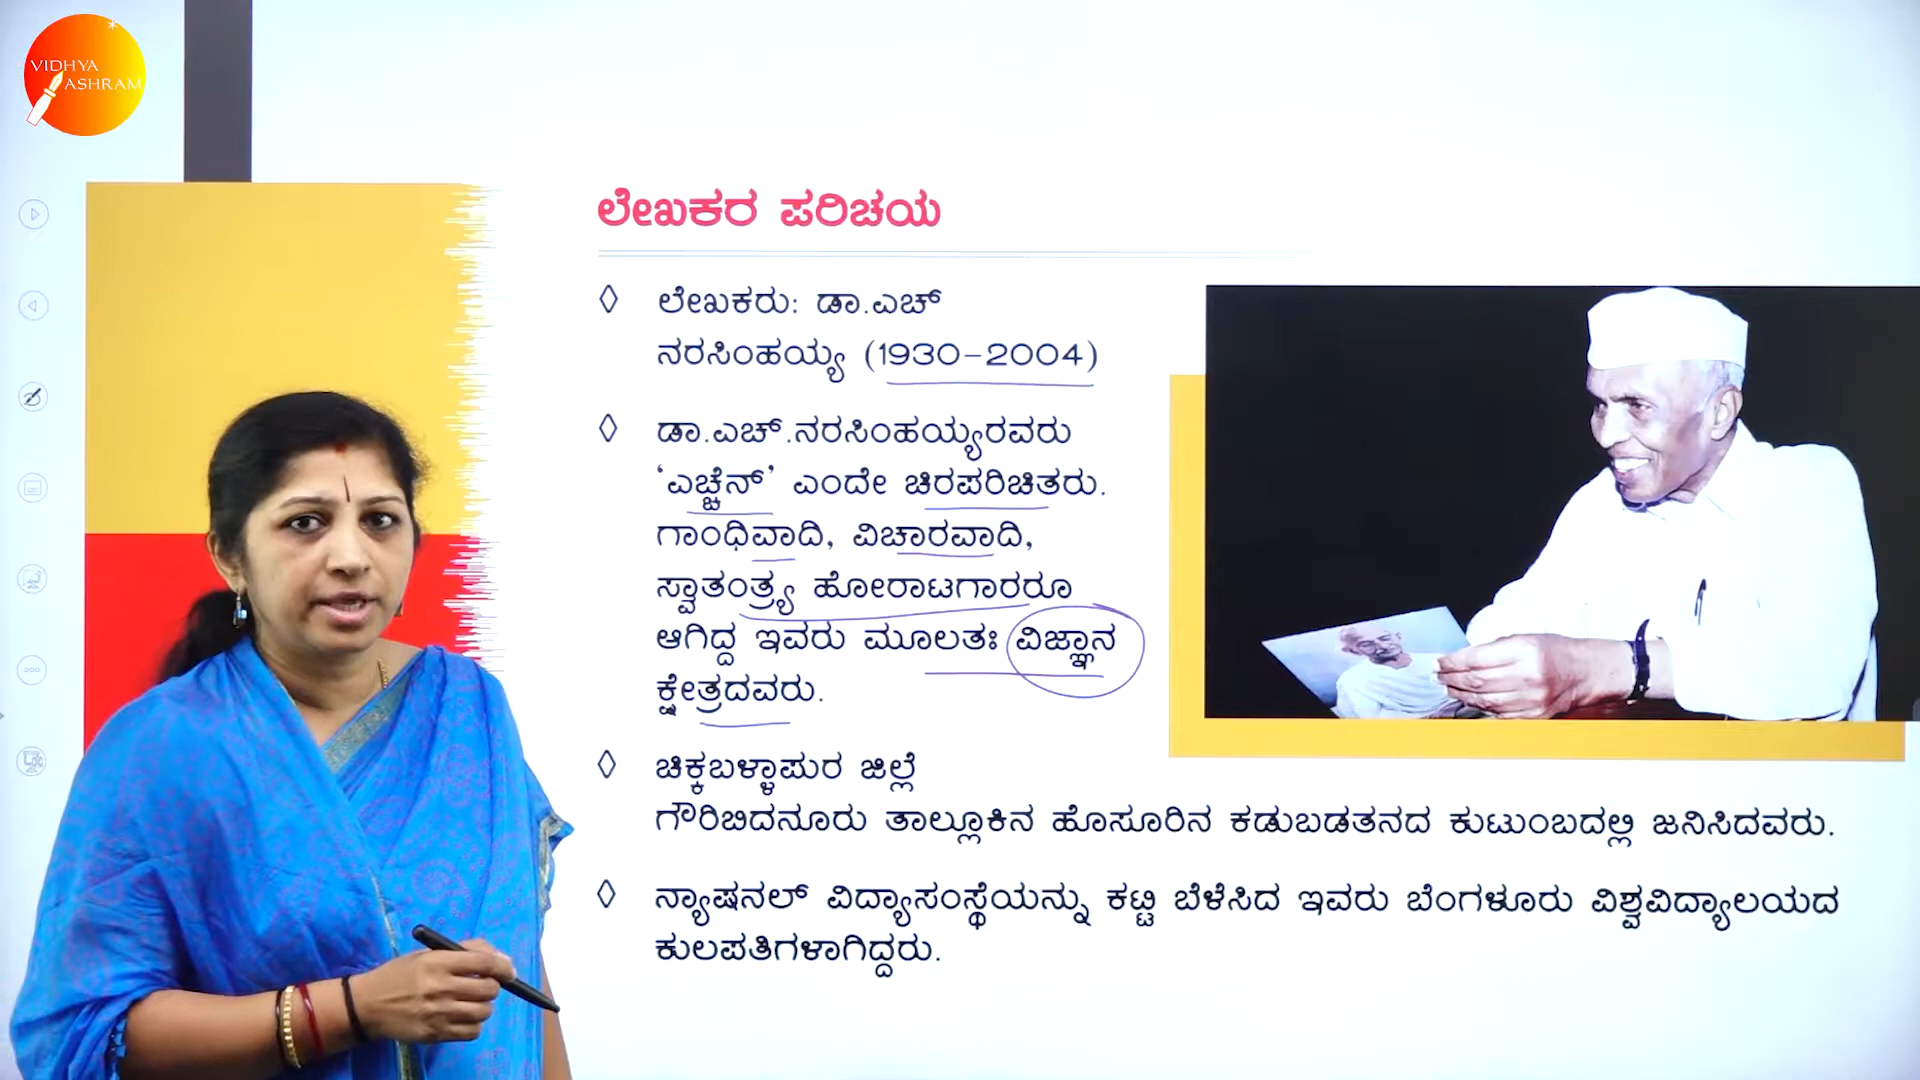 VIDHYA
ASHRAM
ಲೇಖಕರ ಪರಿಚಯ
ಲೇಖಕರು: ಡಾ.ಎಚ್
ನರಸಿಂಹಯ್ಯ (1930-2004)
ಡಾ.ಎಚ್.ನರಸಿಂಹಯ್ಯರವರು
‘ಎಚ್ಚೆನ್’ ಎಂದೇ ಚಿರಪರಿಚಿತರು.
ಗಾಂಧಿವಾದಿ, ವಿಚಾರವಾದಿ,
ಸ್ವಾತಂತ್ರ್ಯ ಹೋರಾಟಗಾರರೂ
ಆಗಿದ್ದ ಇವರು ಮೂಲತಃ ವಿಜ್ಞಾನ
ಕ್ಷೇತ್ರದವರು.
ಚಿಕ್ಕಬಳ್ಳಾಪುರ ಜಿಲ್ಲೆ
ಗೌರಿಬಿದನೂರು ತಾಲ್ಲೂಕಿನ ಹೊಸೂರಿನ ಕಡುಬಡತನದ ಕುಟುಂಬದಲ್ಲಿ ಜನಿಸಿದವರು.
ನ್ಯಾಷನಲ್ ವಿದ್ಯಾಸಂಸ್ಥೆಯನ್ನು ಕಟ್ಟಿ ಬೆಳೆಸಿದ ಇವರು ಬೆಂಗಳೂರು ವಿಶ್ವವಿದ್ಯಾಲಯದ
ಕುಲಪತಿಗಳಾಗಿದ್ದರು.